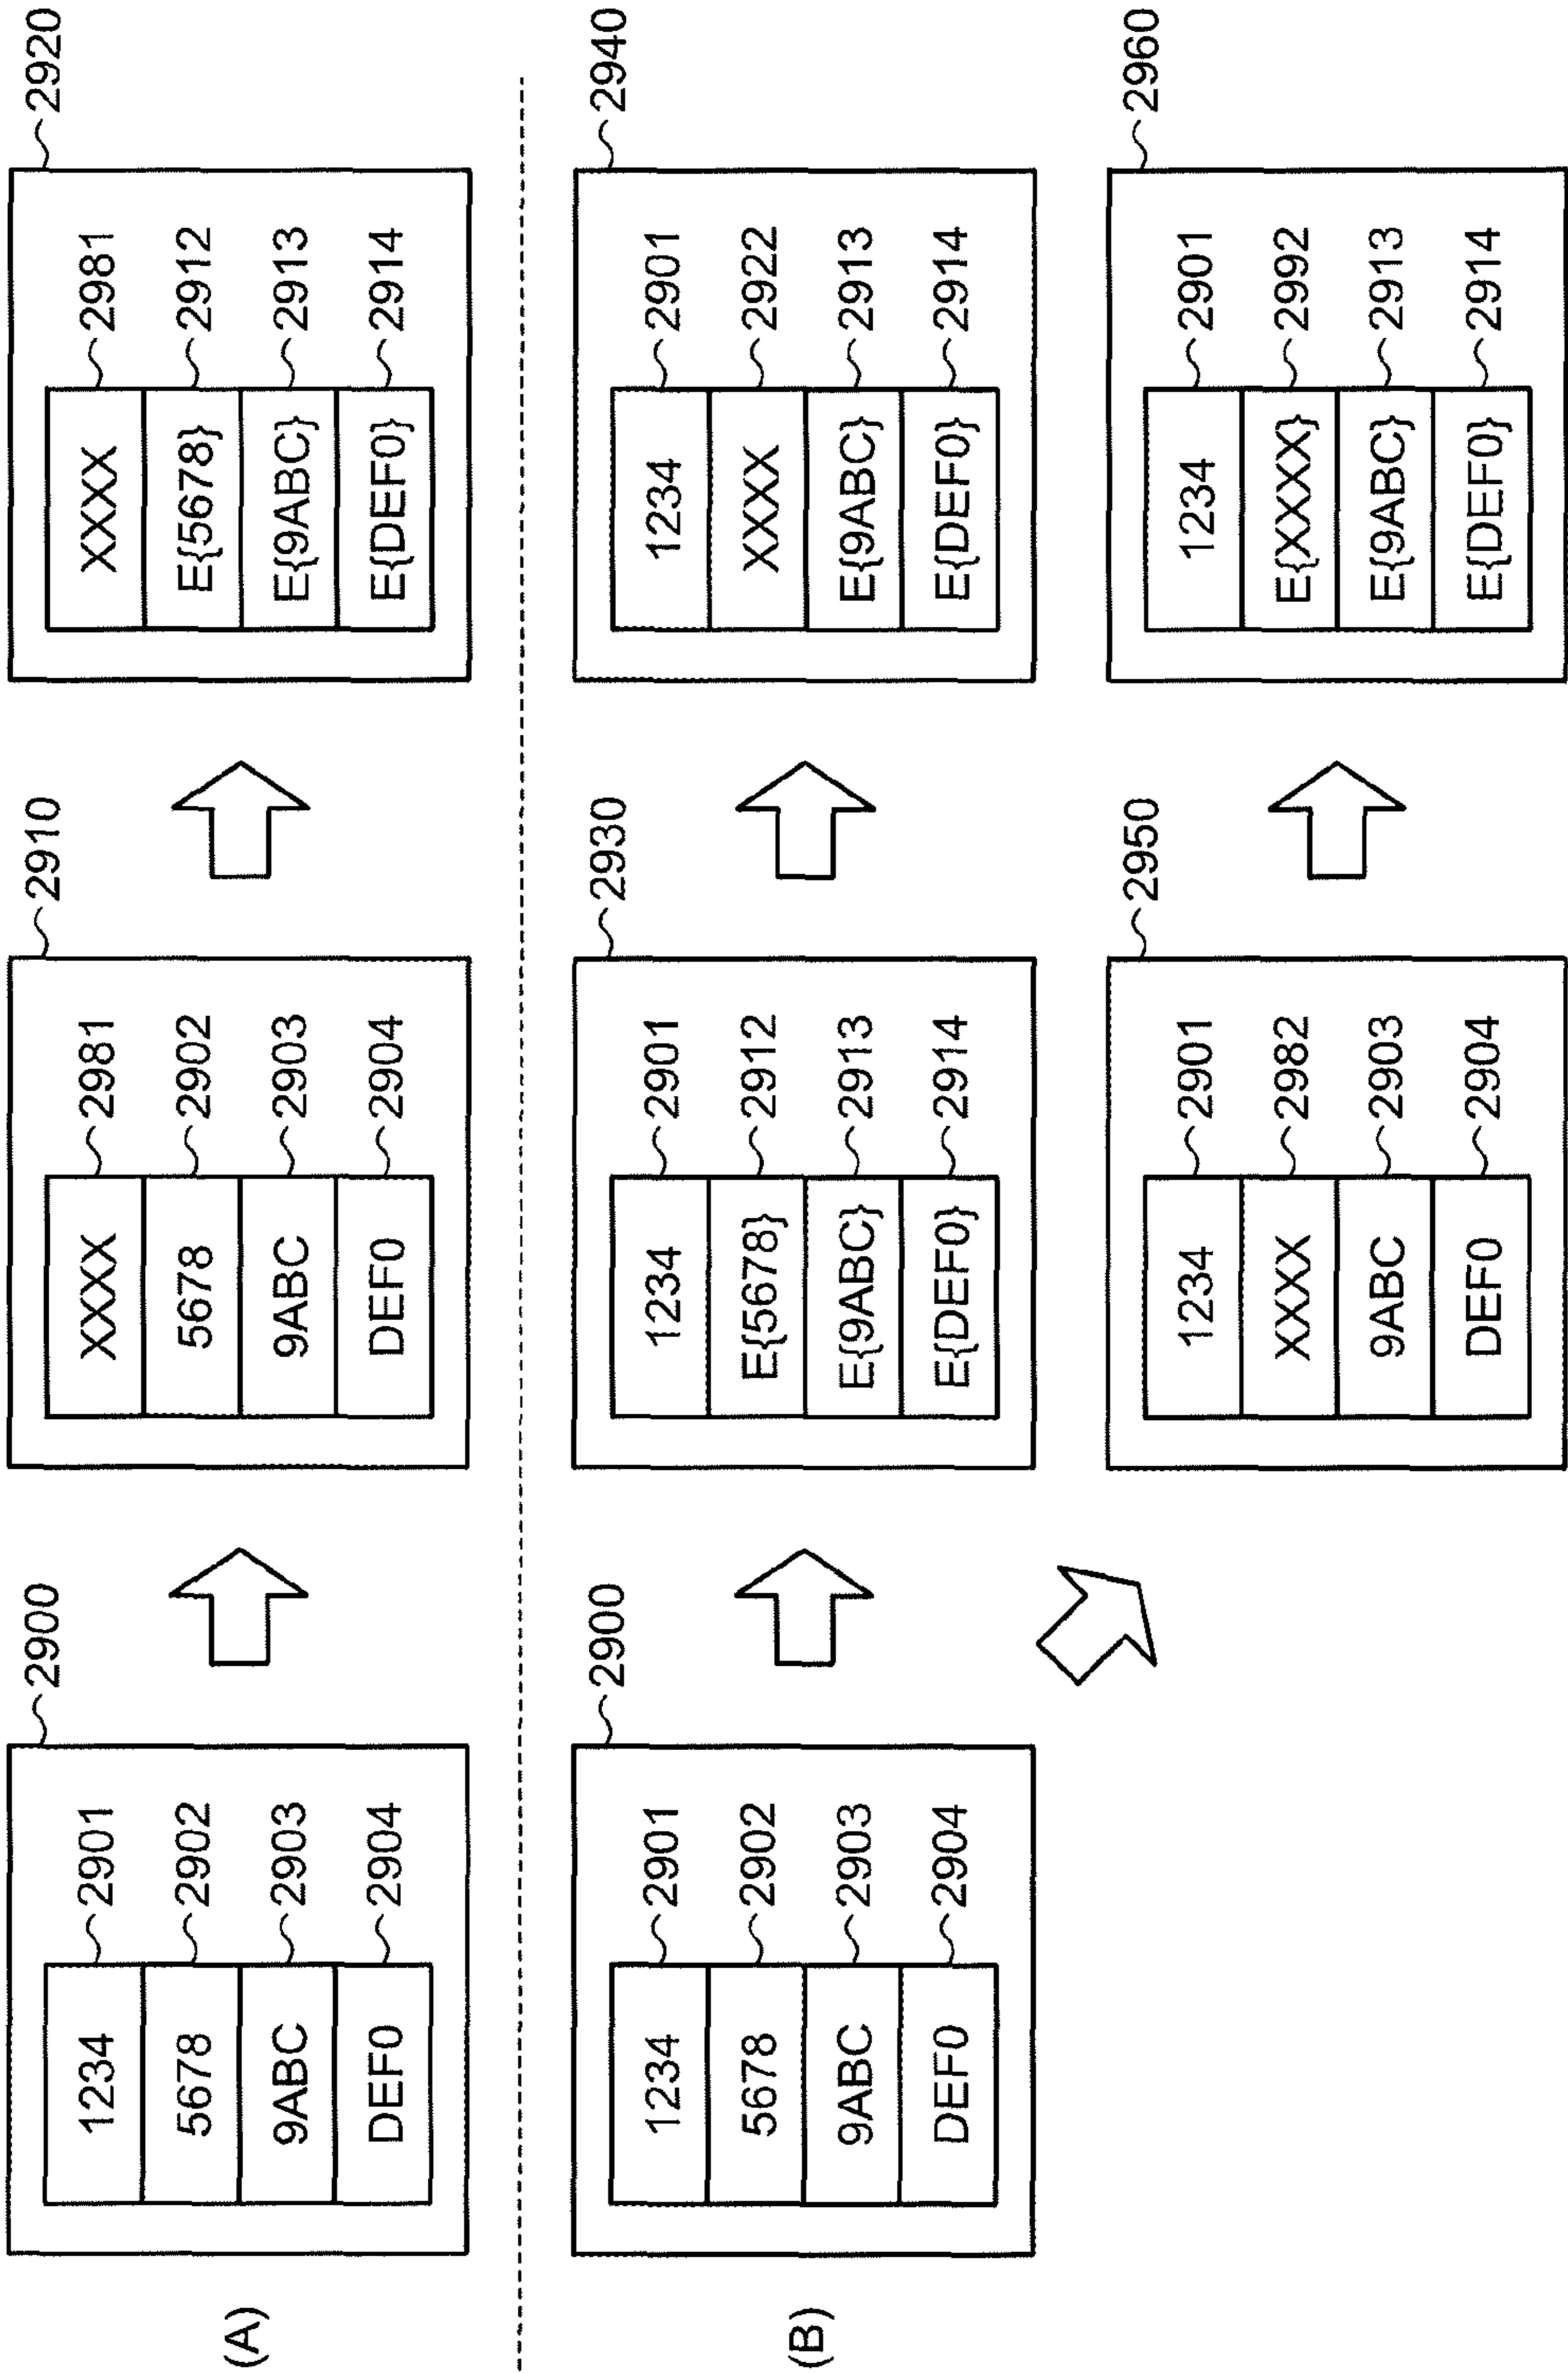 (A)
2900
1234 2901
5678 2902
9ABC 2903
DEF0 2904
2910
XXXX 2981
5678 2902
9ABC 2903
DEF0 2904
2920
XXXX 2981
E{5678} 2912
E{9ABC} 2913
E{DEF0} 2914
(B)
2900
1234 2901
5678 2902
9ABC 2903
DEF0 2904
2930
1234 2901
E{5678} 2912
E{9ABC} 2913
E{DEF0} 2914
2940
1234 2901
XXXX 2922
E{9ABC} 2913
E{DEF0} 2914
2950
1234 2901
XXXX 2982
9ABC 2903
DEF0 2904
2960
1234 2901
E{XXXX} 2992
E{9ABC} 2913
E{DEF0} 2914